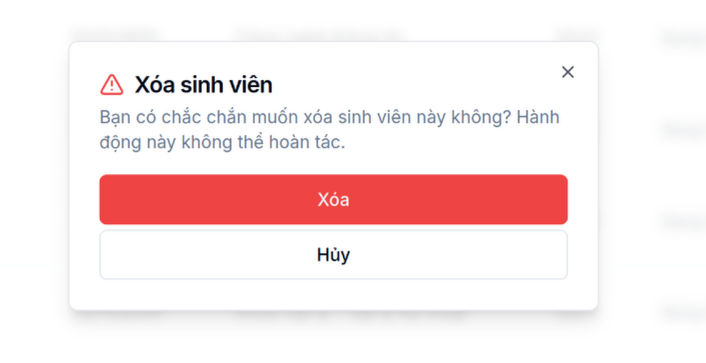 Xóa sinh viên
Bạn có chắc chắn muốn xóa sinh viên này không? Hành
động này không thể hoàn tác.
Xóa
Hủy